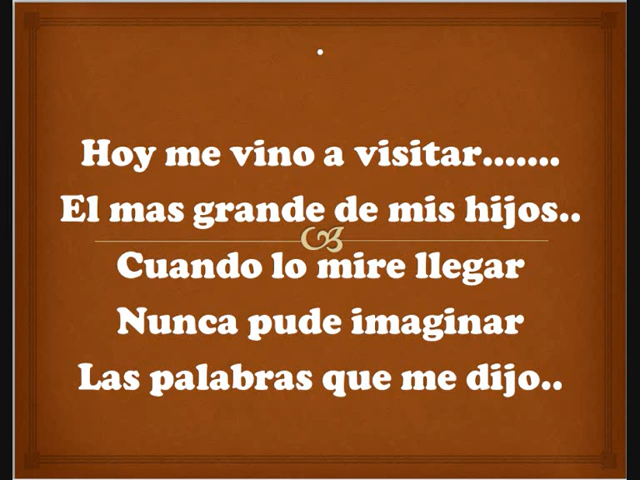 Hoy me vino a visitar.......
El mas grande de mis hijos..
Cuando lo mire llegar
Nunca pude imaginar
Las palabras que me dijo..